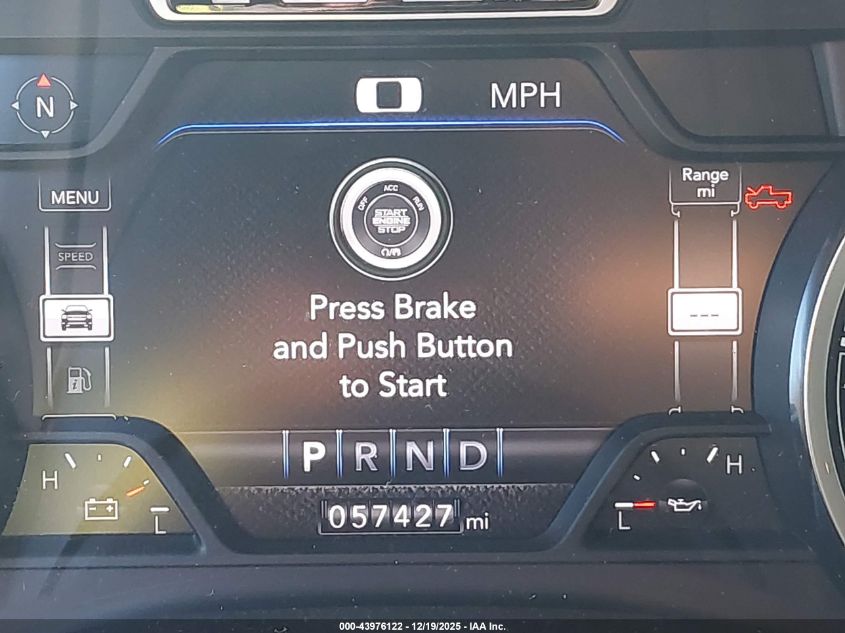 0 MPH
N
MENU
Range
mi
ACC
OFF
RUN
START
ENGINE
STOP
SPEED
Press Brake
and Push Button
to Start
---
i
P R N D
H
H
L
L
057427 mi
000-43976122 - 12/19/2025 - IAA Inc.